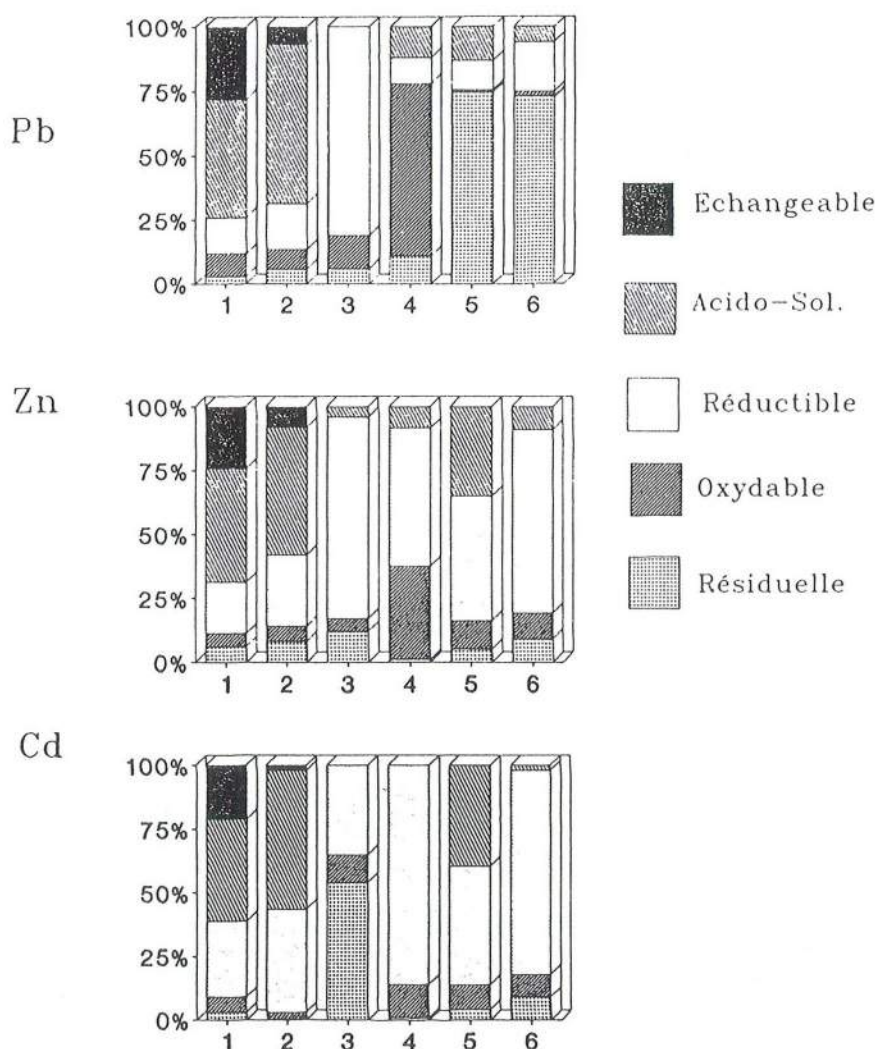 Pb
100%
75%
50%
25%
0%
1 2 3 4 5 6
Echangeable
Acido-Sol.
Réductible
Oxydable
Résiduelle
Zn
100%
75%
50%
25%
0%
1 2 3 4 5 6
Cd
100%
75%
50%
25%
0%
1 2 3 4 5 6